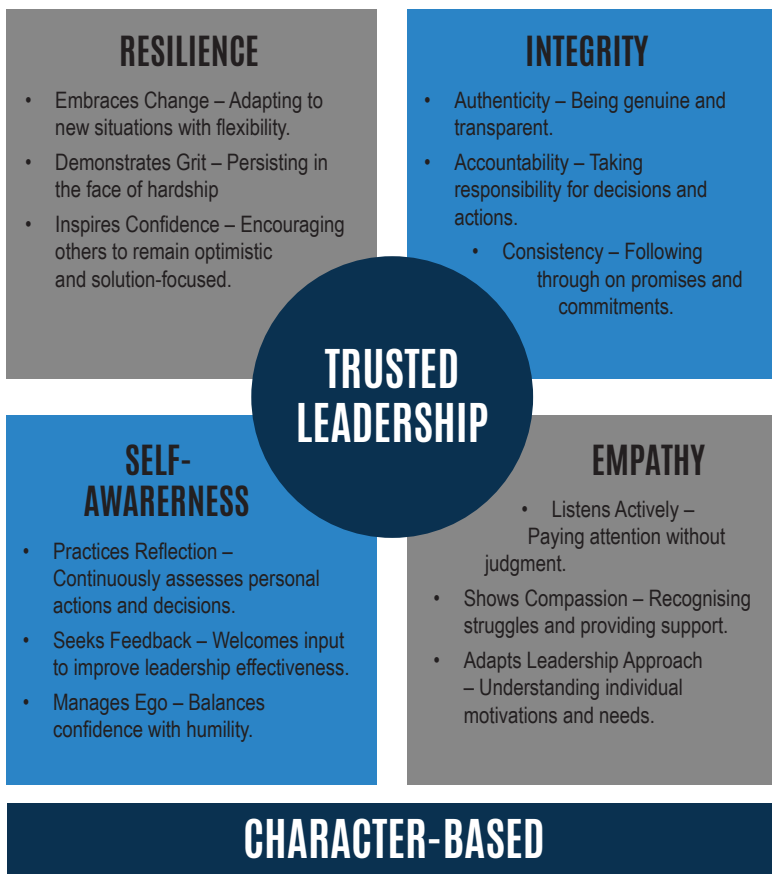 RESILIENCE
• Embraces Change – Adapting to
new situations with flexibility.
• Demonstrates Grit – Persisting in
the face of hardship
• Inspires Confidence – Encouraging
others to remain optimistic
and solution-focused.
INTEGRITY
• Authenticity – Being genuine and
transparent.
• Accountability – Taking
responsibility for decisions and
actions.
• Consistency – Following
through on promises and
commitments.
TRUSTED
LEADERSHIP
SELF-
AWARERNESS
• Practices Reflection –
Continuously assesses personal
actions and decisions.
• Seeks Feedback – Welcomes input
to improve leadership effectiveness.
• Manages Ego – Balances
confidence with humility.
EMPATHY
• Listens Actively –
Paying attention without
judgment.
• Shows Compassion – Recognising
struggles and providing support.
• Adapts Leadership Approach
– Understanding individual
motivations and needs.
CHARACTER-BASED